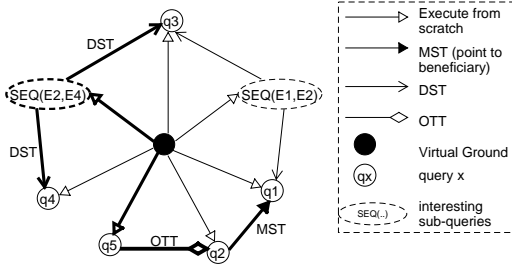 q3
DST
SEQ(E2,E4)
SEQ(E1,E2)
DST
q4
q1
q5
OTT
q2
MST
Execute from
scratch
MST (point to
beneficiary)
DST
OTT
Virtual Ground
qx
query x
SEQ(..)
interesting
sub-queries